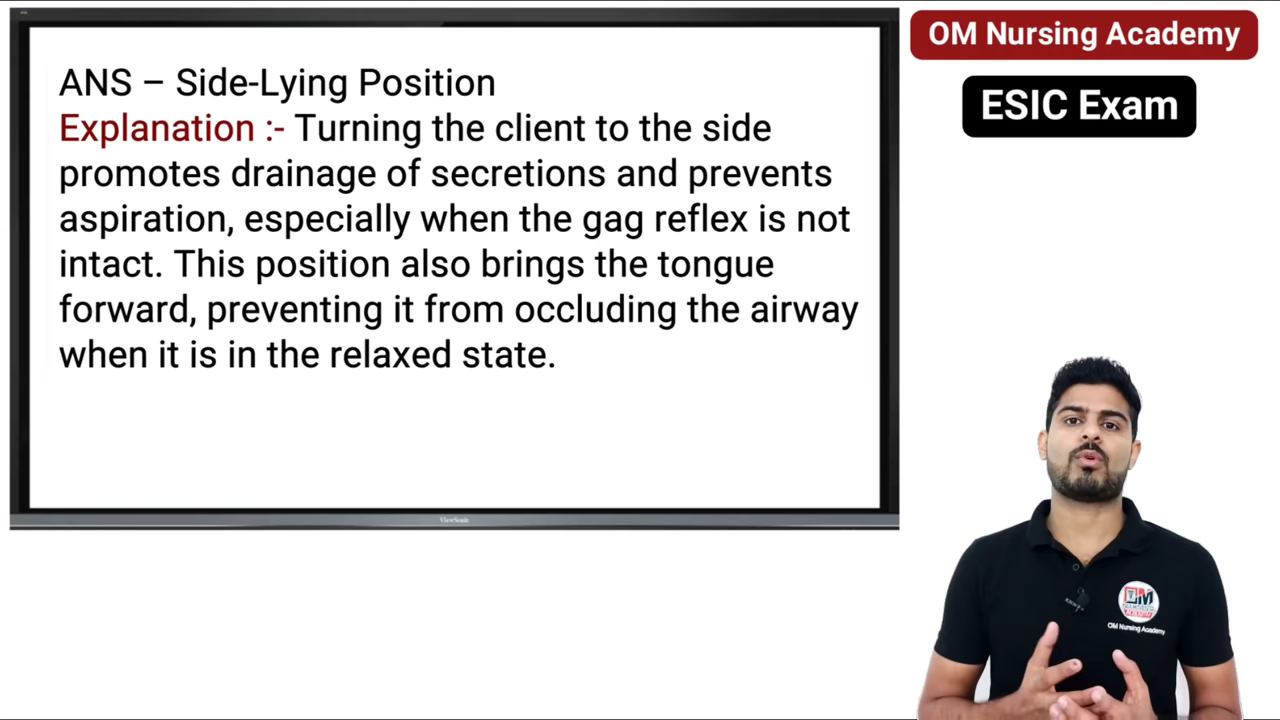 ANS – Side-Lying Position
Explanation :- Turning the client to the side
promotes drainage of secretions and prevents
aspiration, especially when the gag reflex is not
intact. This position also brings the tongue
forward, preventing it from occluding the airway
when it is in the relaxed state.
ViewSonic
OM Nursing Academy
ESIC Exam
OM
OM Nursing Academy